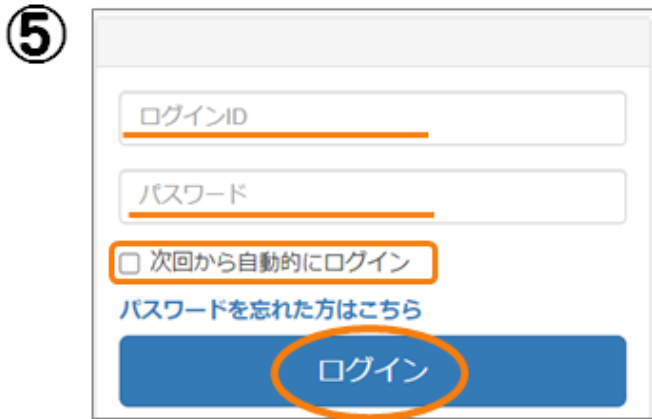 ⑤
ログインID
パスワード
次回から自動的にログイン
パスワードを忘れた方はこちら
ログイン